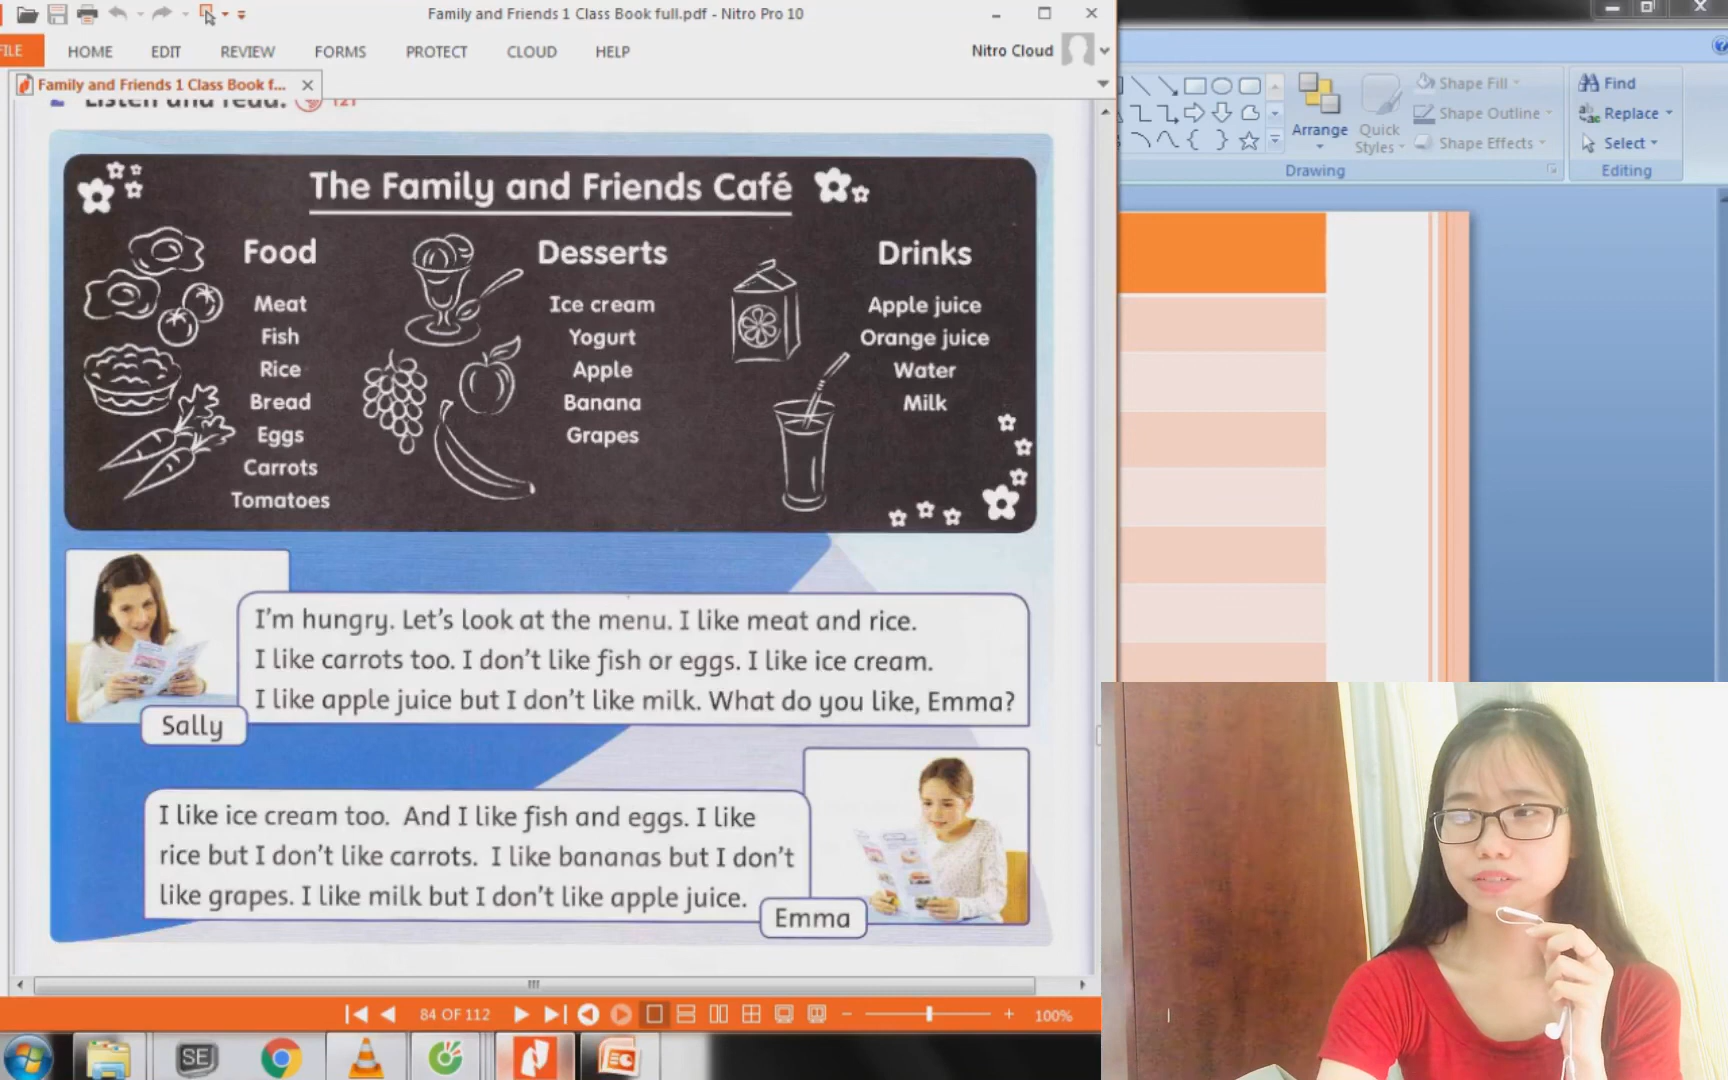 Family and Friends 1 Class Book full.pdf - Nitro Pro 10
FILE
HOME
EDIT
REVIEW
FORMS
PROTECT
CLOUD
HELP
Nitro Cloud
Family and Friends 1 Class Book f...
Listen and read.
121
The Family and Friends Café
Food
Meat
Fish
Rice
Bread
Eggs
Carrots
Tomatoes
Desserts
Ice cream
Yogurt
Apple
Banana
Grapes
Drinks
Apple juice
Orange juice
Water
Milk
I'm hungry. Let's look at the menu. I like meat and rice.
I like carrots too. I don't like fish or eggs. I like ice cream.
I like apple juice but I don't like milk. What do you like, Emma?
Sally
I like ice cream too. And I like fish and eggs. I like
rice but I don't like carrots. I like bananas but I don't
like grapes. I like milk but I don't like apple juice.
Emma
84 OF 112
100%
SE
Arrange
Quick
Styles
Shape Fill
Shape Outline
Shape Effects
Drawing
Find
Replace
Select
Editing